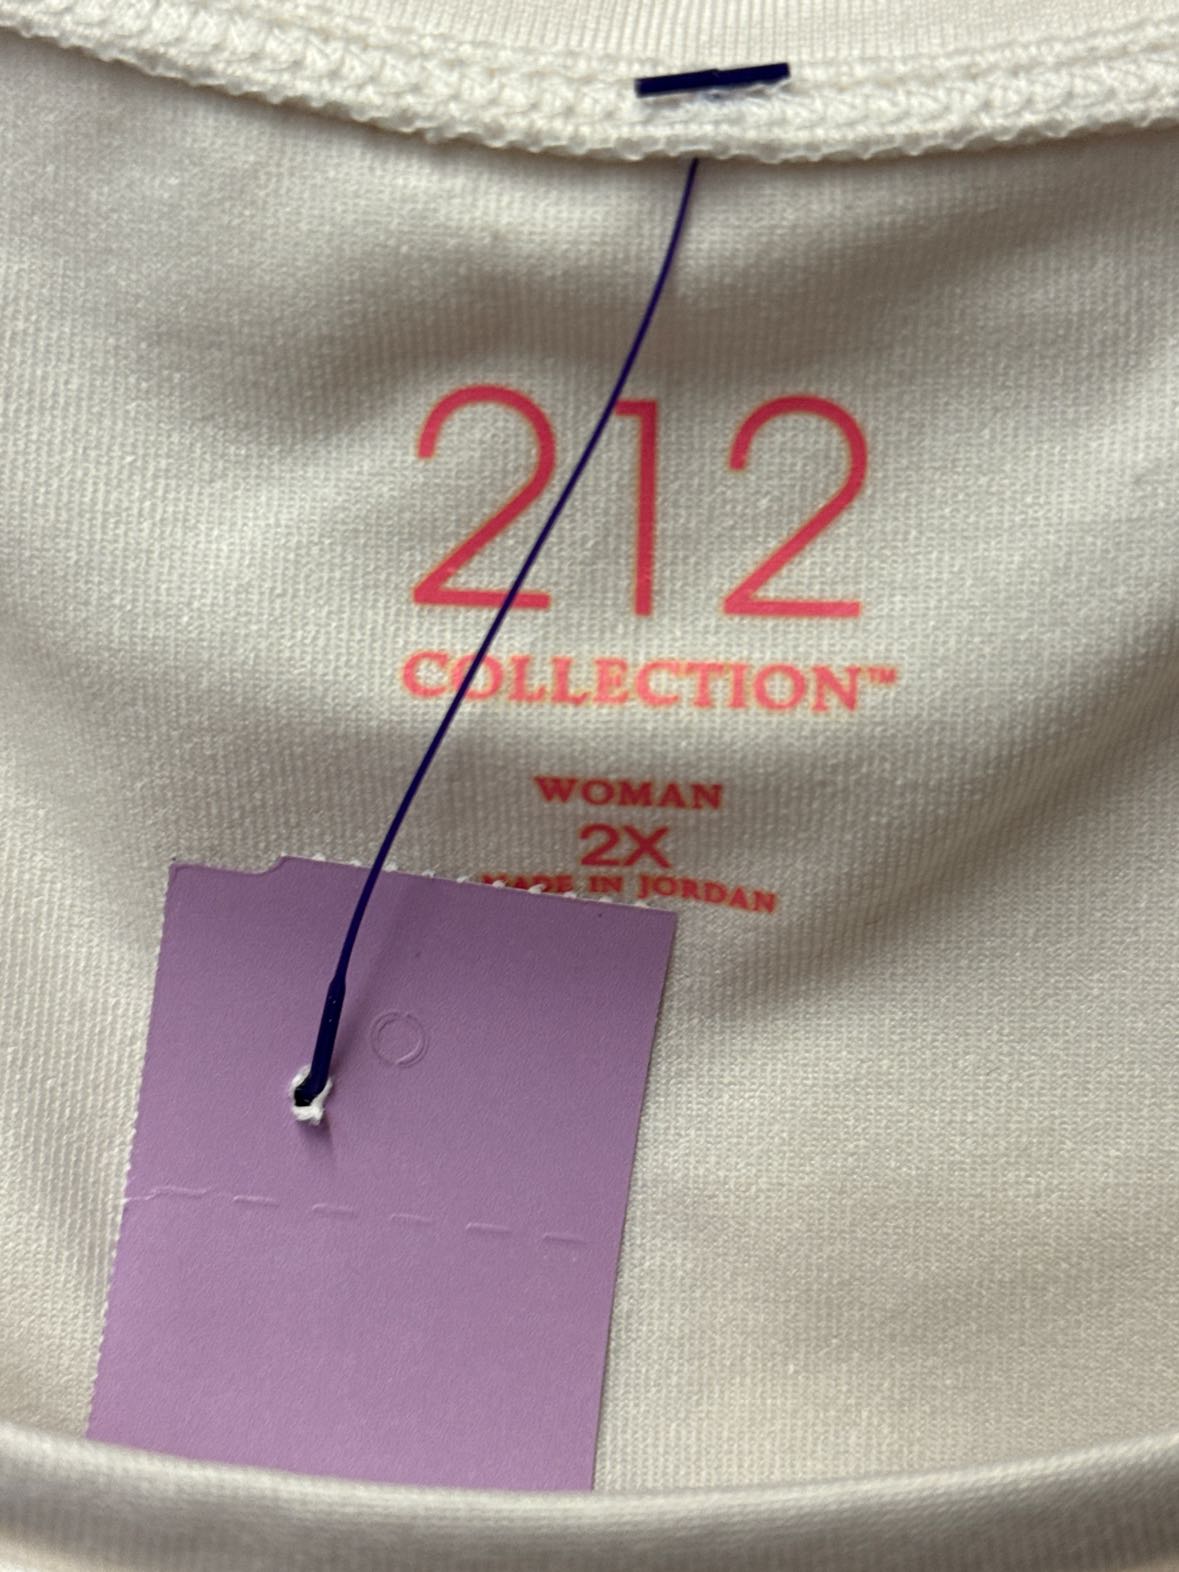 212
COLLECTION™
WOMAN
2X
MADE IN JORDAN